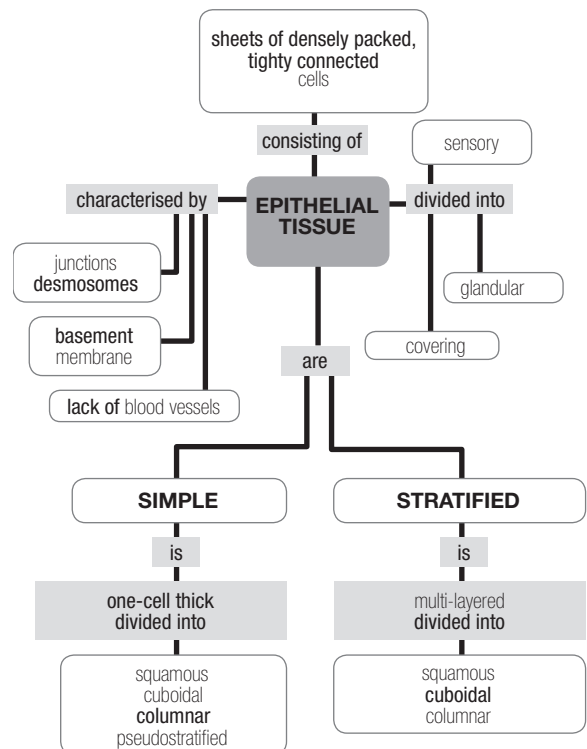 sheets of densely packed,
tighty connected
cells
consisting of
sensory
characterised by
EPITHELIAL
TISSUE
divided into
junctions
desmosomes
glandular
basement
membrane
covering
are
lack of blood vessels
SIMPLE
STRATIFIED
is
is
one-cell thick
divided into
multi-layered
divided into
squamous
cuboidal
columnar
pseudostratified
squamous
cuboidal
columnar